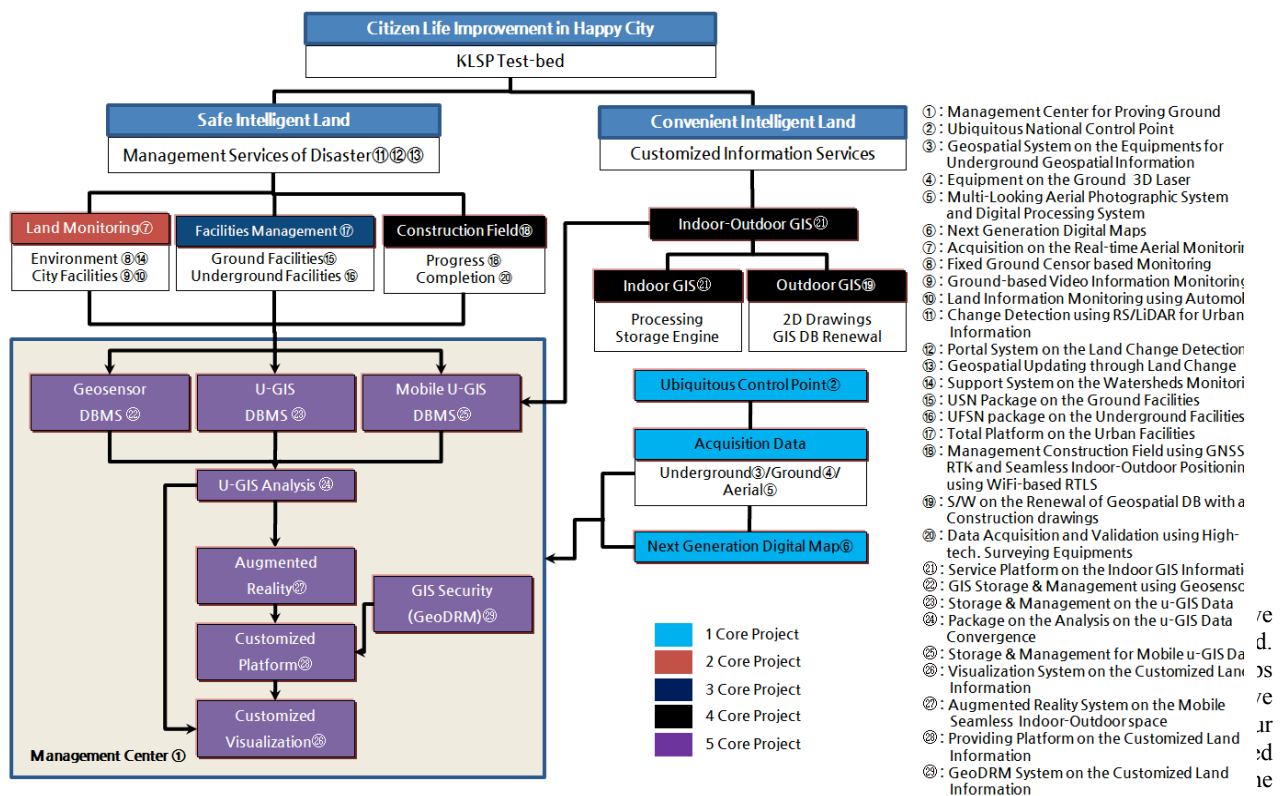 Citizen Life Improvement in Happy City
KLSP Test-bed
Safe Intelligent Land
Management Services of Disaster⑪⑫⑬
Convenient Intelligent Land
Customized Information Services
Land Monitoring⑦
Environment ⑧⑭
City Facilities ⑨⑩
Facilities Management ⑰
Ground Facilities⑮
Underground Facilities ⑯
Construction Field⑱
Progress ⑱
Completion ⑳
Indoor-Outdoor GIS㉑
Indoor GIS㉑
Processing
Storage Engine
Outdoor GIS⑲
2D Drawings
GIS DB Renewal
Geosensor
DBMS ㉒
U-GIS
DBMS ㉓
Mobile U-GIS
DBMS㉕
U-GIS Analysis ㉔
Augmented
Reality㉗
GIS Security
(GeoDRM)㉙
Customized
Platform㉘
Customized
Visualization㉖
Management Center ①
Ubiquitous Control Point②
Acquisition Data
Underground③/Ground④/
Aerial⑤
Next Generation Digital Map⑥
1 Core Project
2 Core Project
3 Core Project
4 Core Project
5 Core Project
①: Management Center for Proving Ground
②: Ubiquitous National Control Point
③: Geospatial System on the Equipments for
Underground Geospatial Information
④: Equipment on the Ground 3D Laser
⑤: Multi-Looking Aerial Photographic System
and Digital Processing System
⑥: Next Generation Digital Maps
⑦: Acquisition on the Real-time Aerial Monitorin
⑧: Fixed Ground Censor based Monitoring
⑨: Ground-based Video Information Monitoring
⑩: Land Information Monitoring using Automol
⑪: Change Detection using RS/LiDAR for Urban
Information
⑫: Portal System on the Land Change Detection
⑬: Geospatial Updating through Land Change
⑭: Support System on the Watersheds Monitori
⑮: USN Package on the Ground Facilities
⑯: UFSN package on the Underground Facilities
⑰: Total Platform on the Urban Facilities
⑱: Management Construction Field using GNSS
RTK and Seamless Indoor-Outdoor Positionin
using WiFi-based RTLS
⑲: S/W on the Renewal of Geospatial DB with a
Construction drawings
⑳: Data Acquisition and Validation using High-
tech. Surveying Equipments
㉑: Service Platform on the Indoor GIS Informati
㉒: GIS Storage & Management using Geosenso
㉓: Storage & Management on the u-GIS Data
㉔: Package on the Analysis on the u-GIS Data
Convergence
㉕: Storage & Management for Mobile u-GIS Da
㉖: Visualization System on the Customized Land
Information
㉗: Augmented Reality System on the Mobile
Seamless Indoor-Outdoor space
㉘: Providing Platform on the Customized Land
Information
㉙: GeoDRM System on the Customized Land
Information
ve
d.
ps
ve
ur
ed
ne